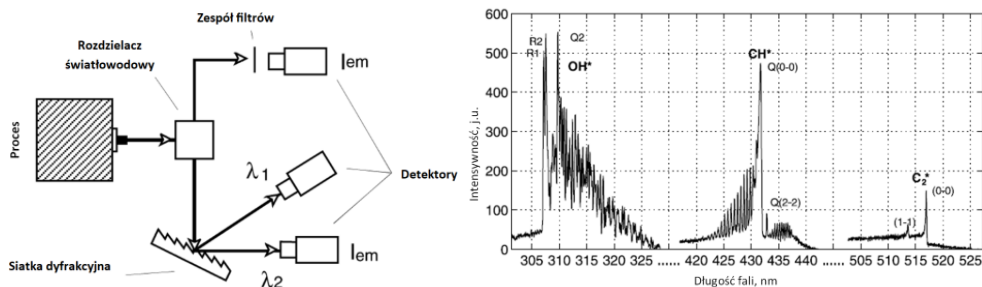 Zespół filtrów
Rozdzielacz
światłowodowy
Iem
Proces
λ1
Detektory
Iem
λ2
Siatka dyfrakcyjna
600
500
400
300
200
100
0
Intensywność, j.u.
R2
R1
Q2
OH*
CH*
Q(0-0)
Q(2-2)
C2*
(0-0)
(1-1)
305 310 315 320 325 ...... 420 425 430 435 440 ...... 505 510 515 520 525
Długość fali, nm